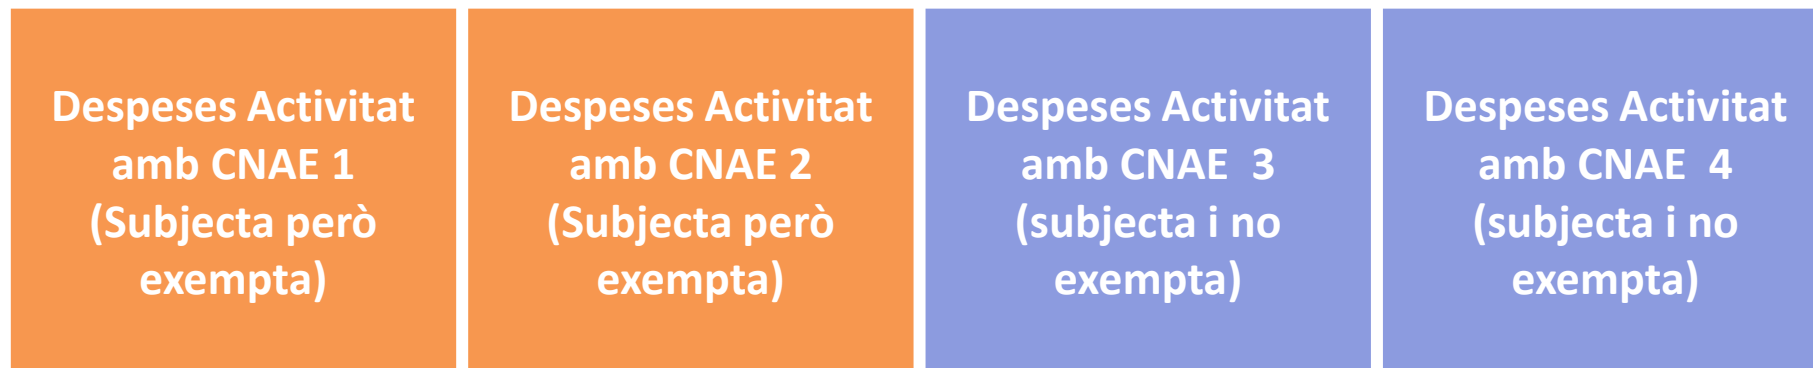 Despeses Activitat
amb CNAE 1
(Subjecta però
exempta)
Despeses Activitat
amb CNAE 2
(Subjecta però
exempta)
Despeses Activitat
amb CNAE  3
(subjecta i no
exempta)
Despeses Activitat
amb CNAE  4
(subjecta i no
exempta)